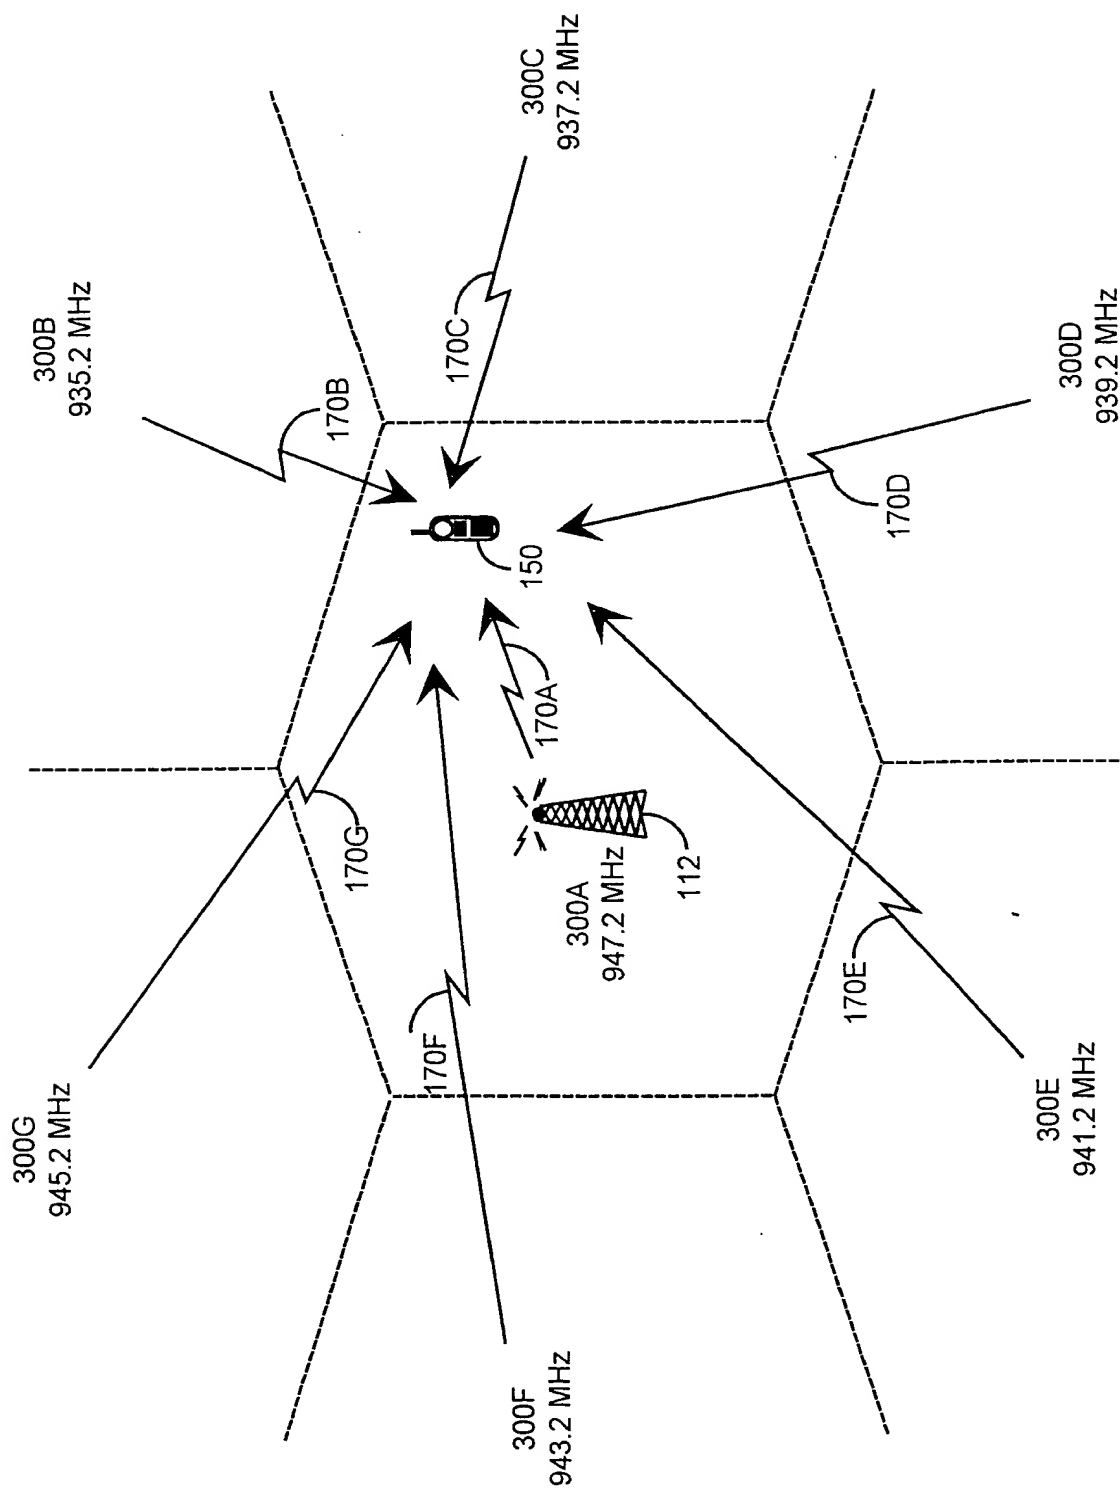 300G
945.2 MHz
300B
935.2 MHz
170B
170G
170F
170C
300F
943.2 MHz
150
300C
937.2 MHz
170A
300A
947.2 MHz
112
170E
170D
300E
941.2 MHz
300D
939.2 MHz